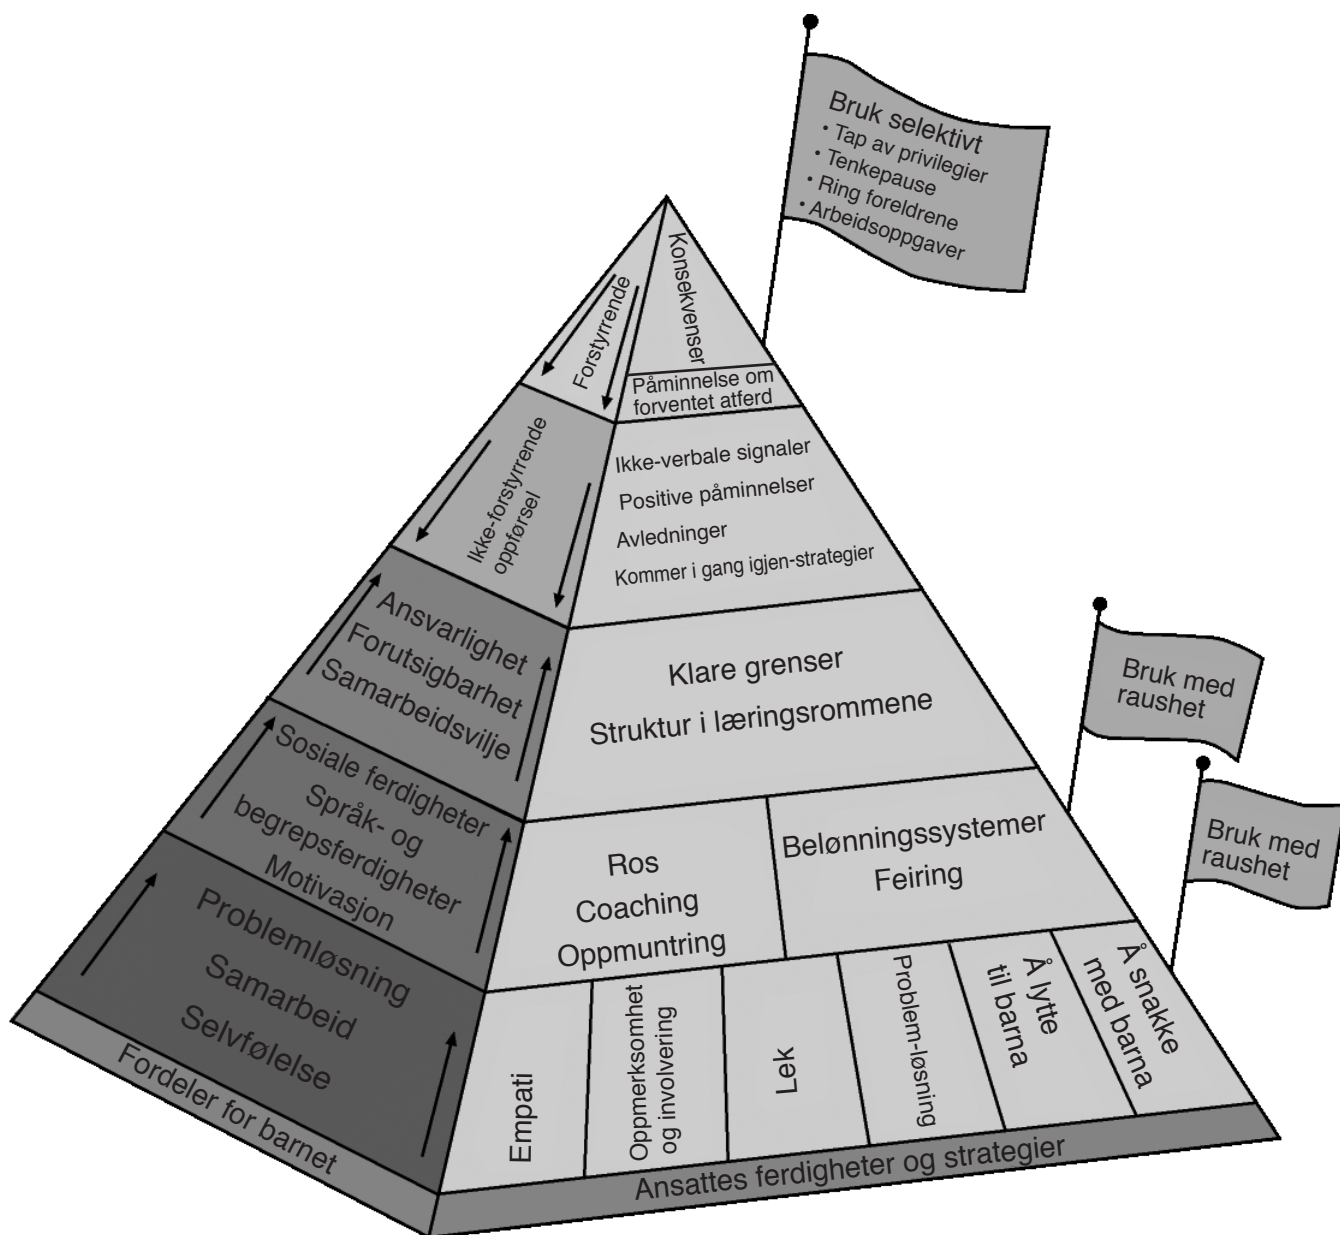 Bruk selektivt
• Tap av privilegier
• Tenkepause
• Ring foreldrene
• Arbeidsoppgaver
Forstyrrende
Konsekvenser
Påminnelse om
forventet atferd
Ikke-forstyrrende
oppførsel
Ikke-verbale signaler
Positive påminnelser
Avledninger
Kommer i gang igjen-strategier
Ansvarlighet
Forutsigbarhet
Samarbeidsvilje
Klare grenser
Struktur i læringsrommene
Bruk med
raushet
Sosiale ferdigheter
Språk- og
begrepsferdigheter
Motivasjon
Ros
Coaching
Oppmuntring
Belønningssystemer
Feiring
Bruk med
raushet
Problemløsning
Samarbeid
Selvfølelse
Empati
Oppmerksomhet
og involvering
Lek
Problem-løsning
Å lytte
til barna
Å snakke
med barna
Fordeler for barnet
Ansattes ferdigheter og strategier